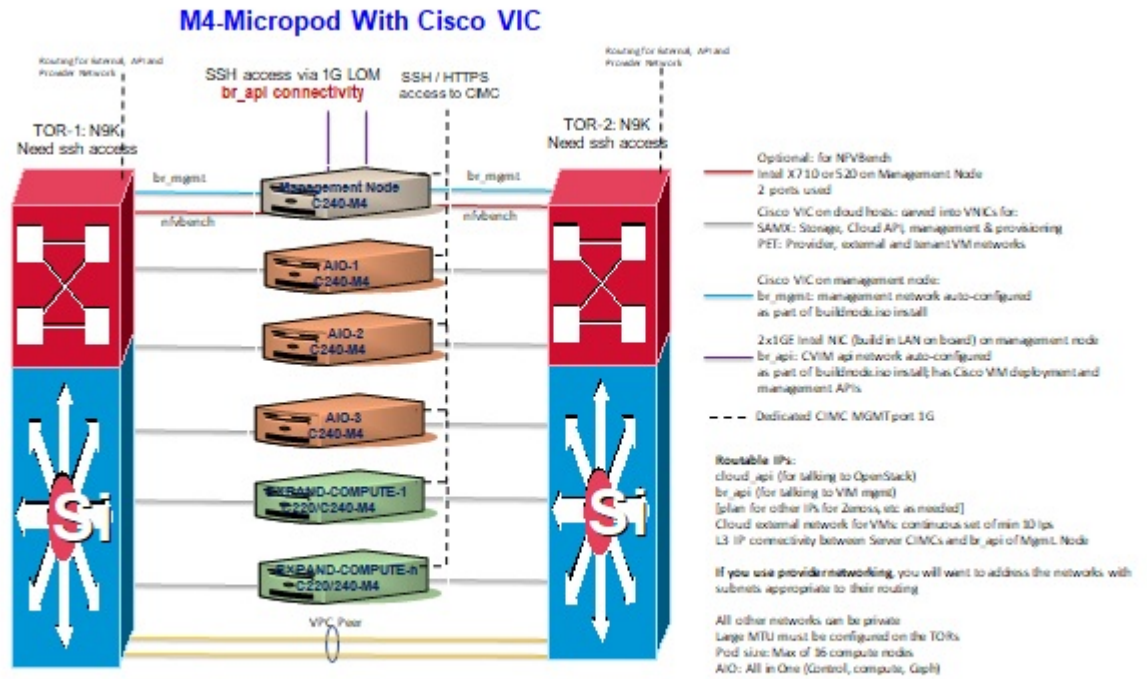 M4-Micropod With Cisco VIC
Routing for External, API and
Provider Network
SSH access via 1G LOM
br_api connectivity
SSH / HTTPS
access to CIMC
Routing for External, API and
Provider Network
TOR-1: N9K
Need ssh access
TOR-2: N9K
Need ssh access
br_mgmt
Management Node
C240-M4
br_mgmt
nfvbench
nfvbench
AIO-1
C240-M4
AIO-2
C240-M4
AIO-3
C240-M4
EXPAND-COMPUTE-1
C220/C240-M4
EXPAND-COMPUTE-n
C220/240-M4
VPC Peer
Si
Si
Optional: for NFVBench
Intel X710 or 520 on Management Node
2 ports used
Cisco VIC on cloud hosts: carved into VNICs for:
SAMX: Storage, Cloud API, management & provisioning
PET: Provider, external and tenant VM networks
Cisco VIC on management node:
br_mgmt: management network auto-configured
as part of buildnode.iso install
2x1GE Intel NIC (build in LAN on board) on management node
br_api: CVIM api network auto-configured
as part of buildnode.iso install; has Cisco VIM deployment and
management APIs
Dedicated CIMC MGMT port 1G
Routable IPs:
cloud_api (for talking to OpenStack)
br_api (for talking to VIM mgmt)
[plan for other IPs for Zenoss, etc as needed]
Cloud external network for VMs: continuous set of min 10 Ips
L3 IP connectivity between Server CIMCs and br_api of Mgmt. Node
If you use provider networking, you will want to address the networks with
subnets appropriate to their routing
All other networks can be private
Large MTU must be configured on the TORs
Pod size: Max of 16 compute nodes
AIO: All in One (Control, compute, Ceph)